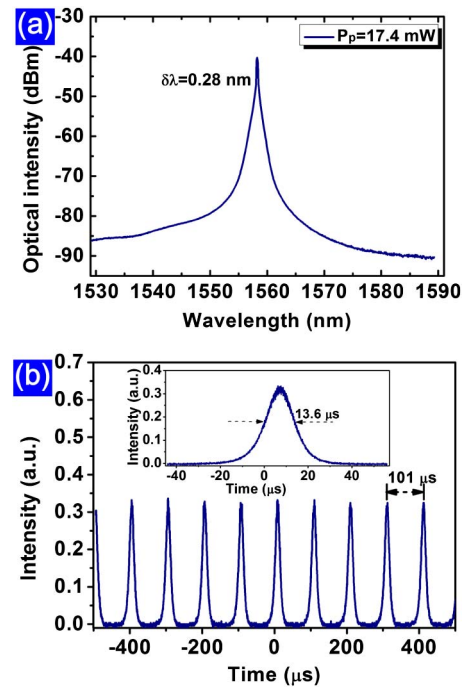 (a)
-30
-40
-50
-60
-70
-80
-90
Optical intensity (dBm)
Pp=17.4 mW
δλ=0.28 nm
1530 1540 1550 1560 1570 1580 1590
Wavelength (nm)
(b)
0.7
0.6
0.5
0.4
0.3
0.2
0.1
0.0
Intensity (a.u.)
0.4
0.3
0.2
0.1
0.0
Intensity (a.u.)
13.6 μs
-40 -20 0 20 40
Time (μs)
101 μs
-400 -200 0 200 400
Time (μs)